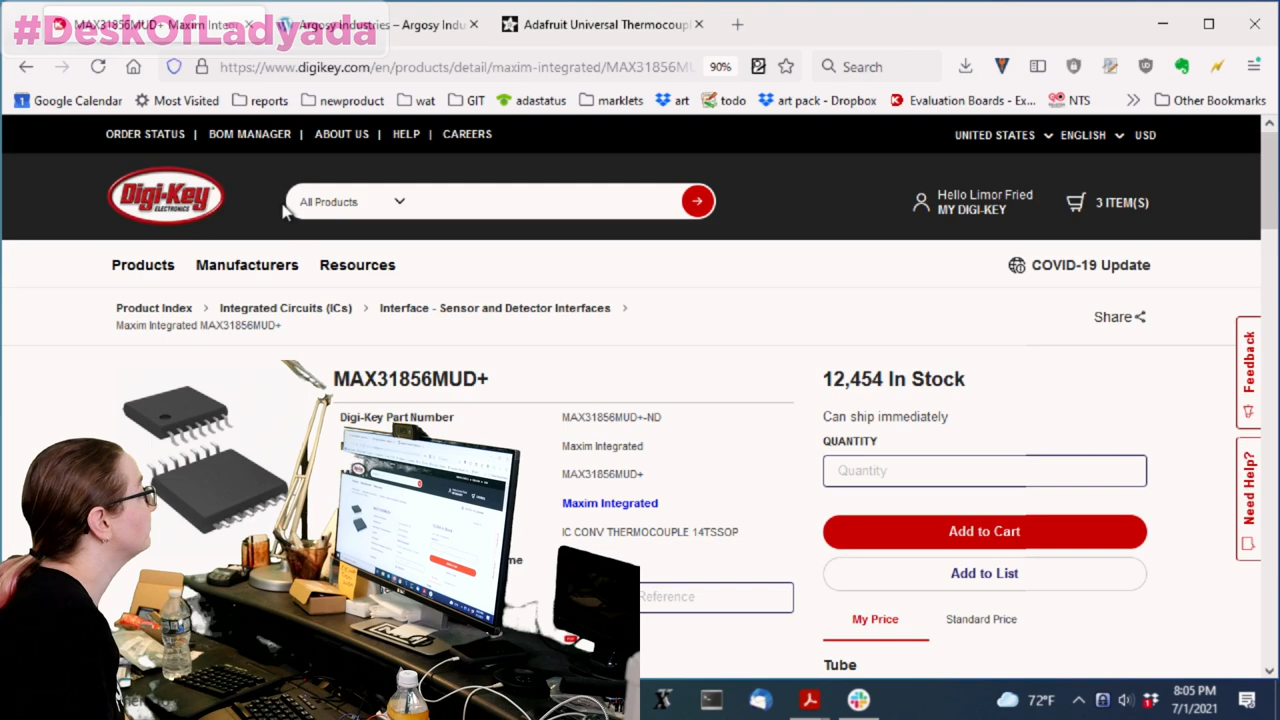 #DeskOfLadyada
MAX31856MUD+ Maxim Integ
Argosy Industries – Argosy Indu
Adafruit Universal Thermocoupl
https://www.digikey.com/en/products/detail/maxim-integrated/MAX31856M
90%
Search
Google Calendar
Most Visited
reports
newproduct
wat
GIT
adastatus
marklets
art
todo
art pack - Dropbox
Evaluation Boards - Ex...
NTS
Other Bookmarks
ORDER STATUS | BOM MANAGER | ABOUT US | HELP | CAREERS
UNITED STATES ENGLISH USD
Digi-Key
ELECTRONICS
All Products
Hello Limor Fried
MY DIGI-KEY
3 ITEM(S)
Products Manufacturers Resources
COVID-19 Update
Product Index > Integrated Circuits (ICs) > Interface - Sensor and Detector Interfaces >
Maxim Integrated MAX31856MUD+
Share
Feedback
Need Help?
MAX31856MUD+
Digi-Key Part Number
MAX31856MUD+-ND
Maxim Integrated
MAX31856MUD+
Maxim Integrated
IC CONV THERMOCOUPLE 14TSSOP
me
Reference
12,454 In Stock
Can ship immediately
QUANTITY
Quantity
Add to Cart
Add to List
My Price
Standard Price
Tube
72°F
8:05 PM
7/1/2021